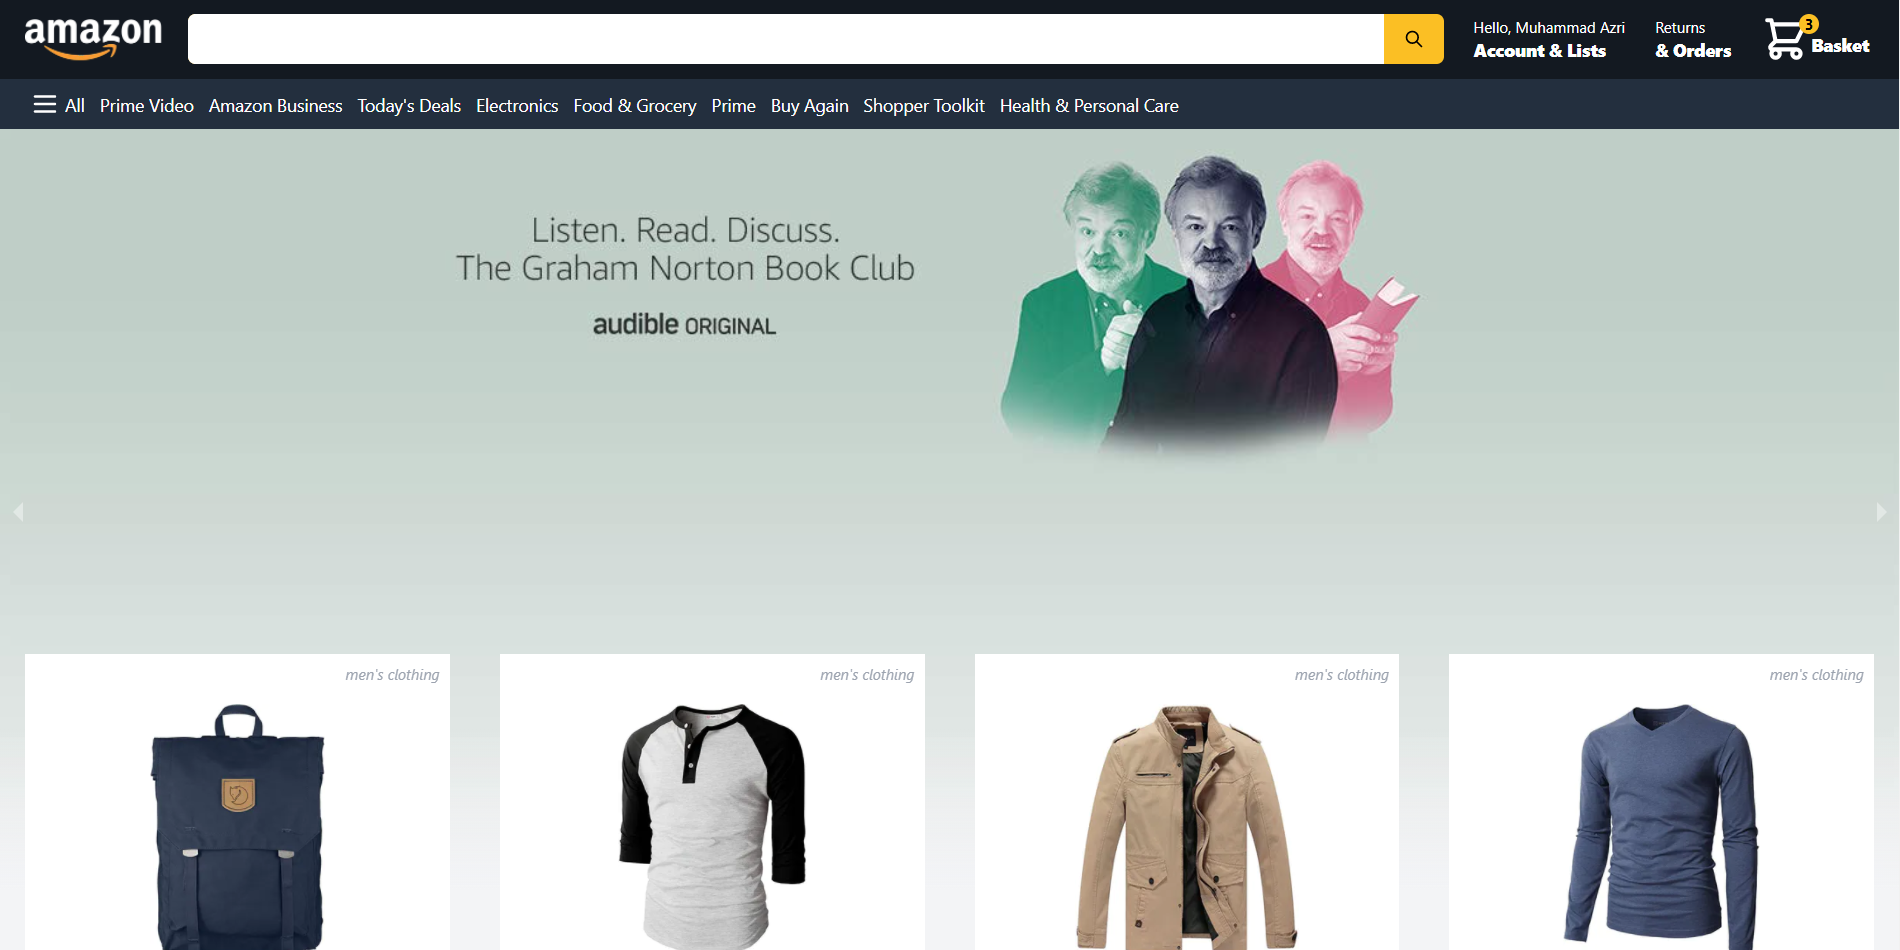 amazon
Hello, Muhammad Azri
Account & Lists
Returns
& Orders
3
Basket
All Prime Video Amazon Business Today's Deals Electronics Food & Grocery Prime Buy Again Shopper Toolkit Health & Personal Care
Listen. Read. Discuss.
The Graham Norton Book Club
audible ORIGINAL
men's clothing
men's clothing
men's clothing
men's clothing